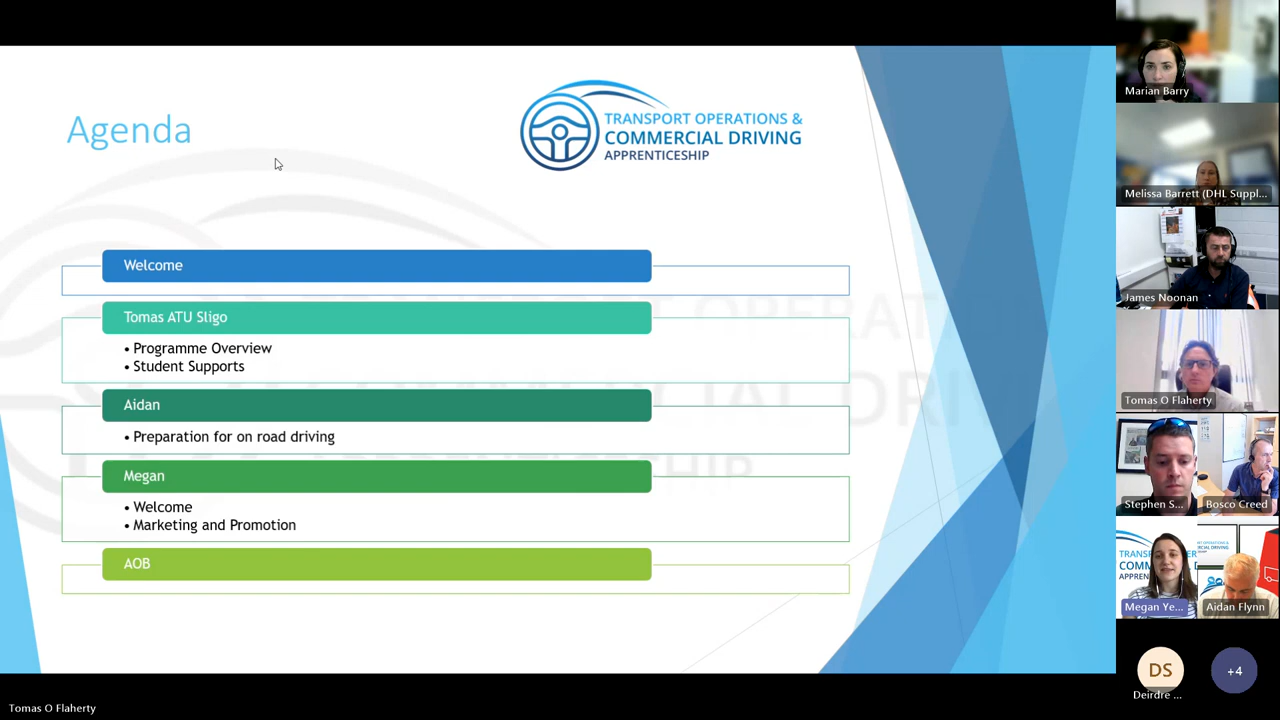 Agenda
TRANSPORT OPERATIONS &
COMMERCIAL DRIVING
APPRENTICESHIP
Welcome
Tomas ATU Sligo
• Programme Overview
• Student Supports
Aidan
• Preparation for on road driving
Megan
• Welcome
• Marketing and Promotion
AOB
Marian Barry
Melissa Barrett (DHL Suppl...
James Noonan
Tomas O Flaherty
Stephen S...
Bosco Creed
Megan Ye...
Aidan Flynn
DS
Deirdre ...
+4
Tomas O Flaherty